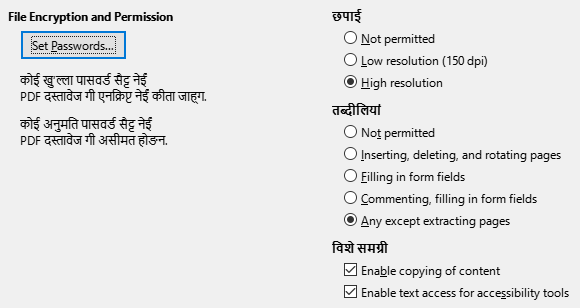 File Encryption and Permission
Set Passwords...
कोई खु'ल्ला पासवर्ड सैट्ट नेईं
PDF दस्तावेज गी एनक्रिप्ट नेईं कीता जाह्‌ग.
कोई अनुमति पासवर्ड सैट्ट नेईं
PDF दस्तावेज गी असीमत होङन.
छपाई
Not permitted
Low resolution (150 dpi)
High resolution
तब्दीलियां
Not permitted
Inserting, deleting, and rotating pages
Filling in form fields
Commenting, filling in form fields
Any except extracting pages
विशे समग्री
Enable copying of content
Enable text access for accessibility tools